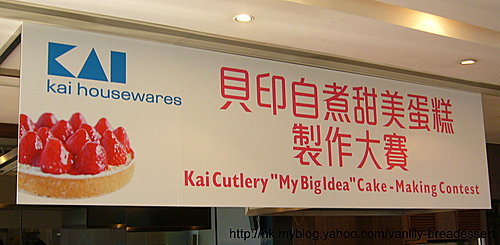 KAI
kai housewares
貝印自煮甜美蛋糕
製作大賽
Kai Cutlery "My Big Idea" Cake - Making Contest
http://hk.myblog.yahoo.com/vanilly-breadessert